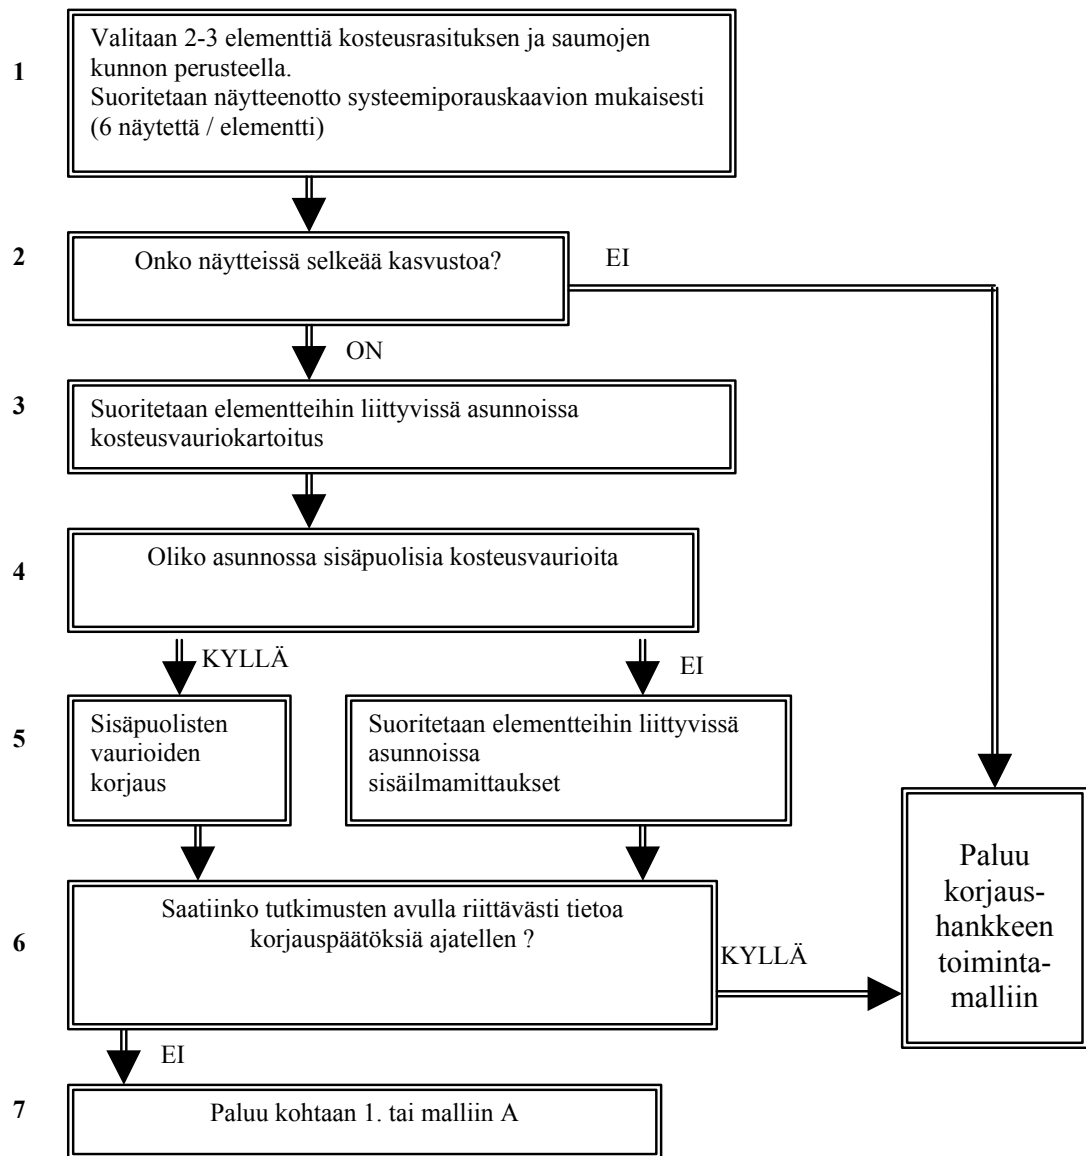 1
Valitaan 2-3 elementtiä kosteusrasituksen ja saumojen
kunnon perusteella.
Suoritetaan näytteenotto systeemiporauskaavion mukaisesti
(6 näytettä / elementti)
2
Onko näytteissä selkeää kasvustoa?
EI
ON
3
Suoritetaan elementteihin liittyvissä asunnoissa
kosteusvauriokartoitus
4
Oliko asunnossa sisäpuolisia kosteusvaurioita
KYLLÄ
EI
5
Sisäpuolisten
vaurioiden
korjaus
Suoritetaan elementteihin liittyvissä
asunnoissa
sisäilmamittaukset
6
Saatiinko tutkimusten avulla riittävästi tietoa
korjauspäätöksiä ajatellen ?
KYLLÄ
Paluu
korjaus-
hankkeen
toiminta-
malliin
EI
7
Paluu kohtaan 1. tai malliin A